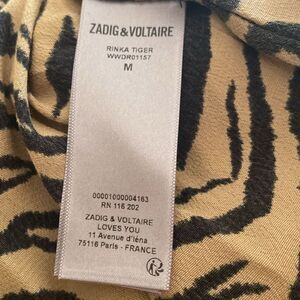 ZADIG & VOLTAIRE
RINKA TIGER
WWDR01157
M
00001000004163
RN 116 202
ZADIG & VOLTAIRE
LOVES YOU
11 Avenue d'Iéna
75116 Paris - FRANCE